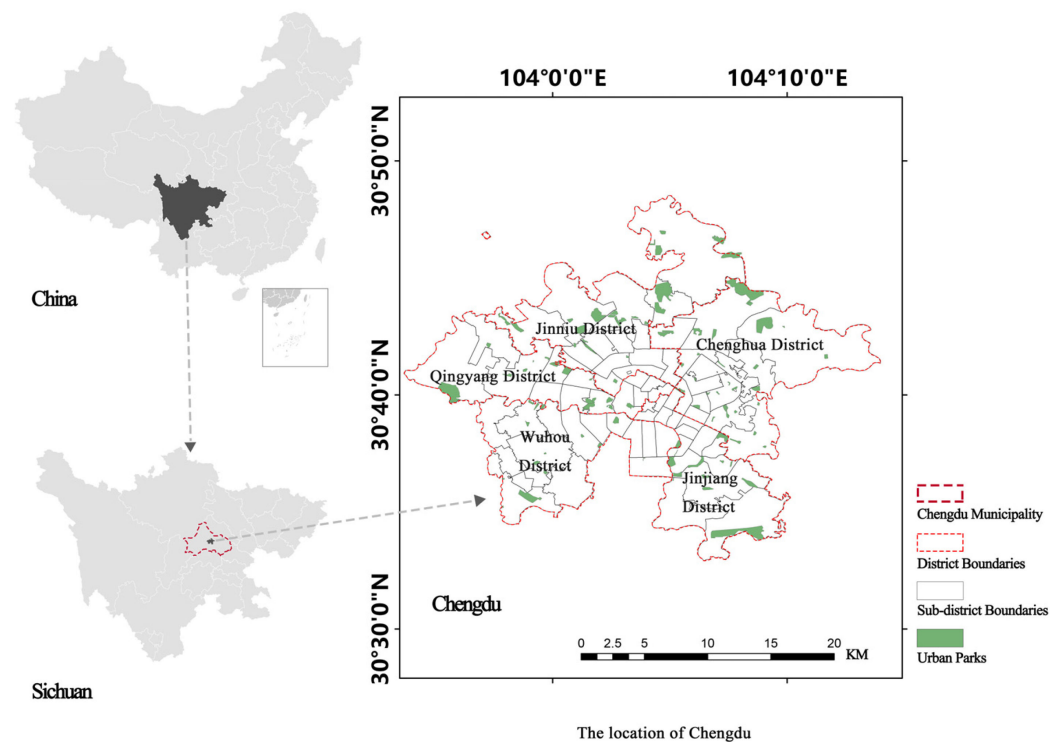 China
Sichuan
104°0'0"E
104°10'0"E
30°50'0"N
30°40'0"N
30°30'0"N
Jinniu District
Chenghua District
Qingyang District
Wuhou
District
Jinjiang
District
Chengdu
0 2.5 5 10 15 20
KM
Chengdu Municipality
District Boundaries
Sub-district Boundaries
Urban Parks
The location of Chengdu